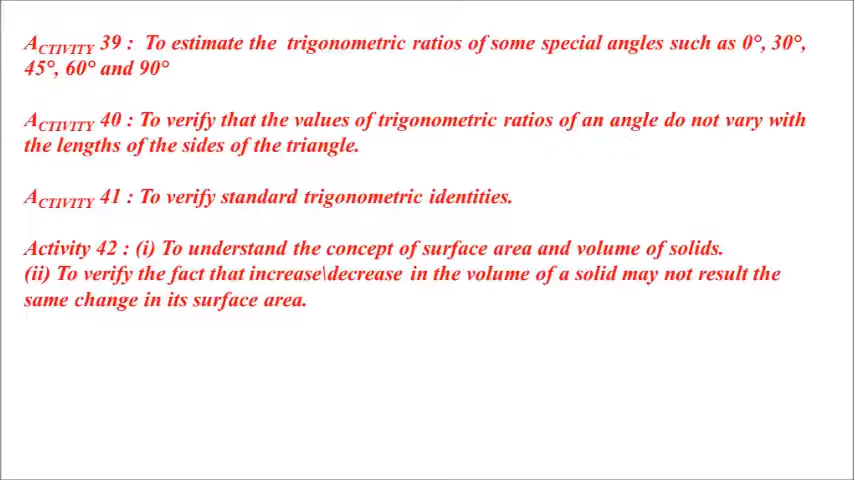 ACTIVITY 39 : To estimate the trigonometric ratios of some special angles such as 0°, 30°,
45°, 60° and 90°
ACTIVITY 40 : To verify that the values of trigonometric ratios of an angle do not vary with
the lengths of the sides of the triangle.
ACTIVITY 41 : To verify standard trigonometric identities.
Activity 42 : (i) To understand the concept of surface area and volume of solids.
(ii) To verify the fact that increase\decrease in the volume of a solid may not result the
same change in its surface area.